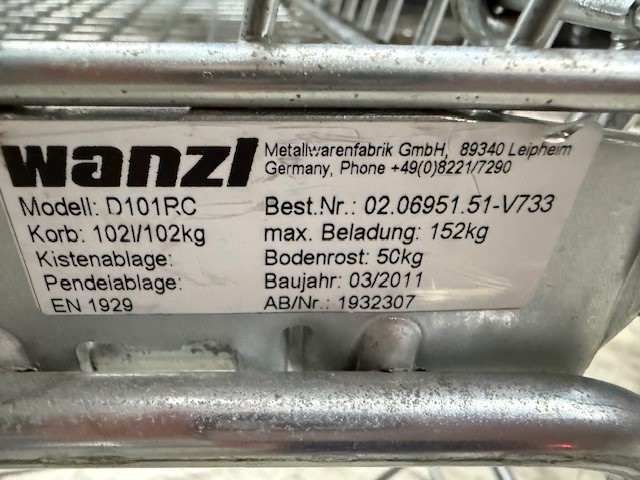 wanzl
Metallwarenfabrik GmbH, 89340 Leipheim
Germany, Phone +49(0)8221/7290
Modell: D101RC
Best.Nr.: 02.06951.51-V733
Korb: 102l/102kg
max. Beladung: 152kg
Kistenablage:
Bodenrost: 50kg
Pendeiablage:
Baujahr: 03/2011
EN 1929
AB/Nr.: 1932307